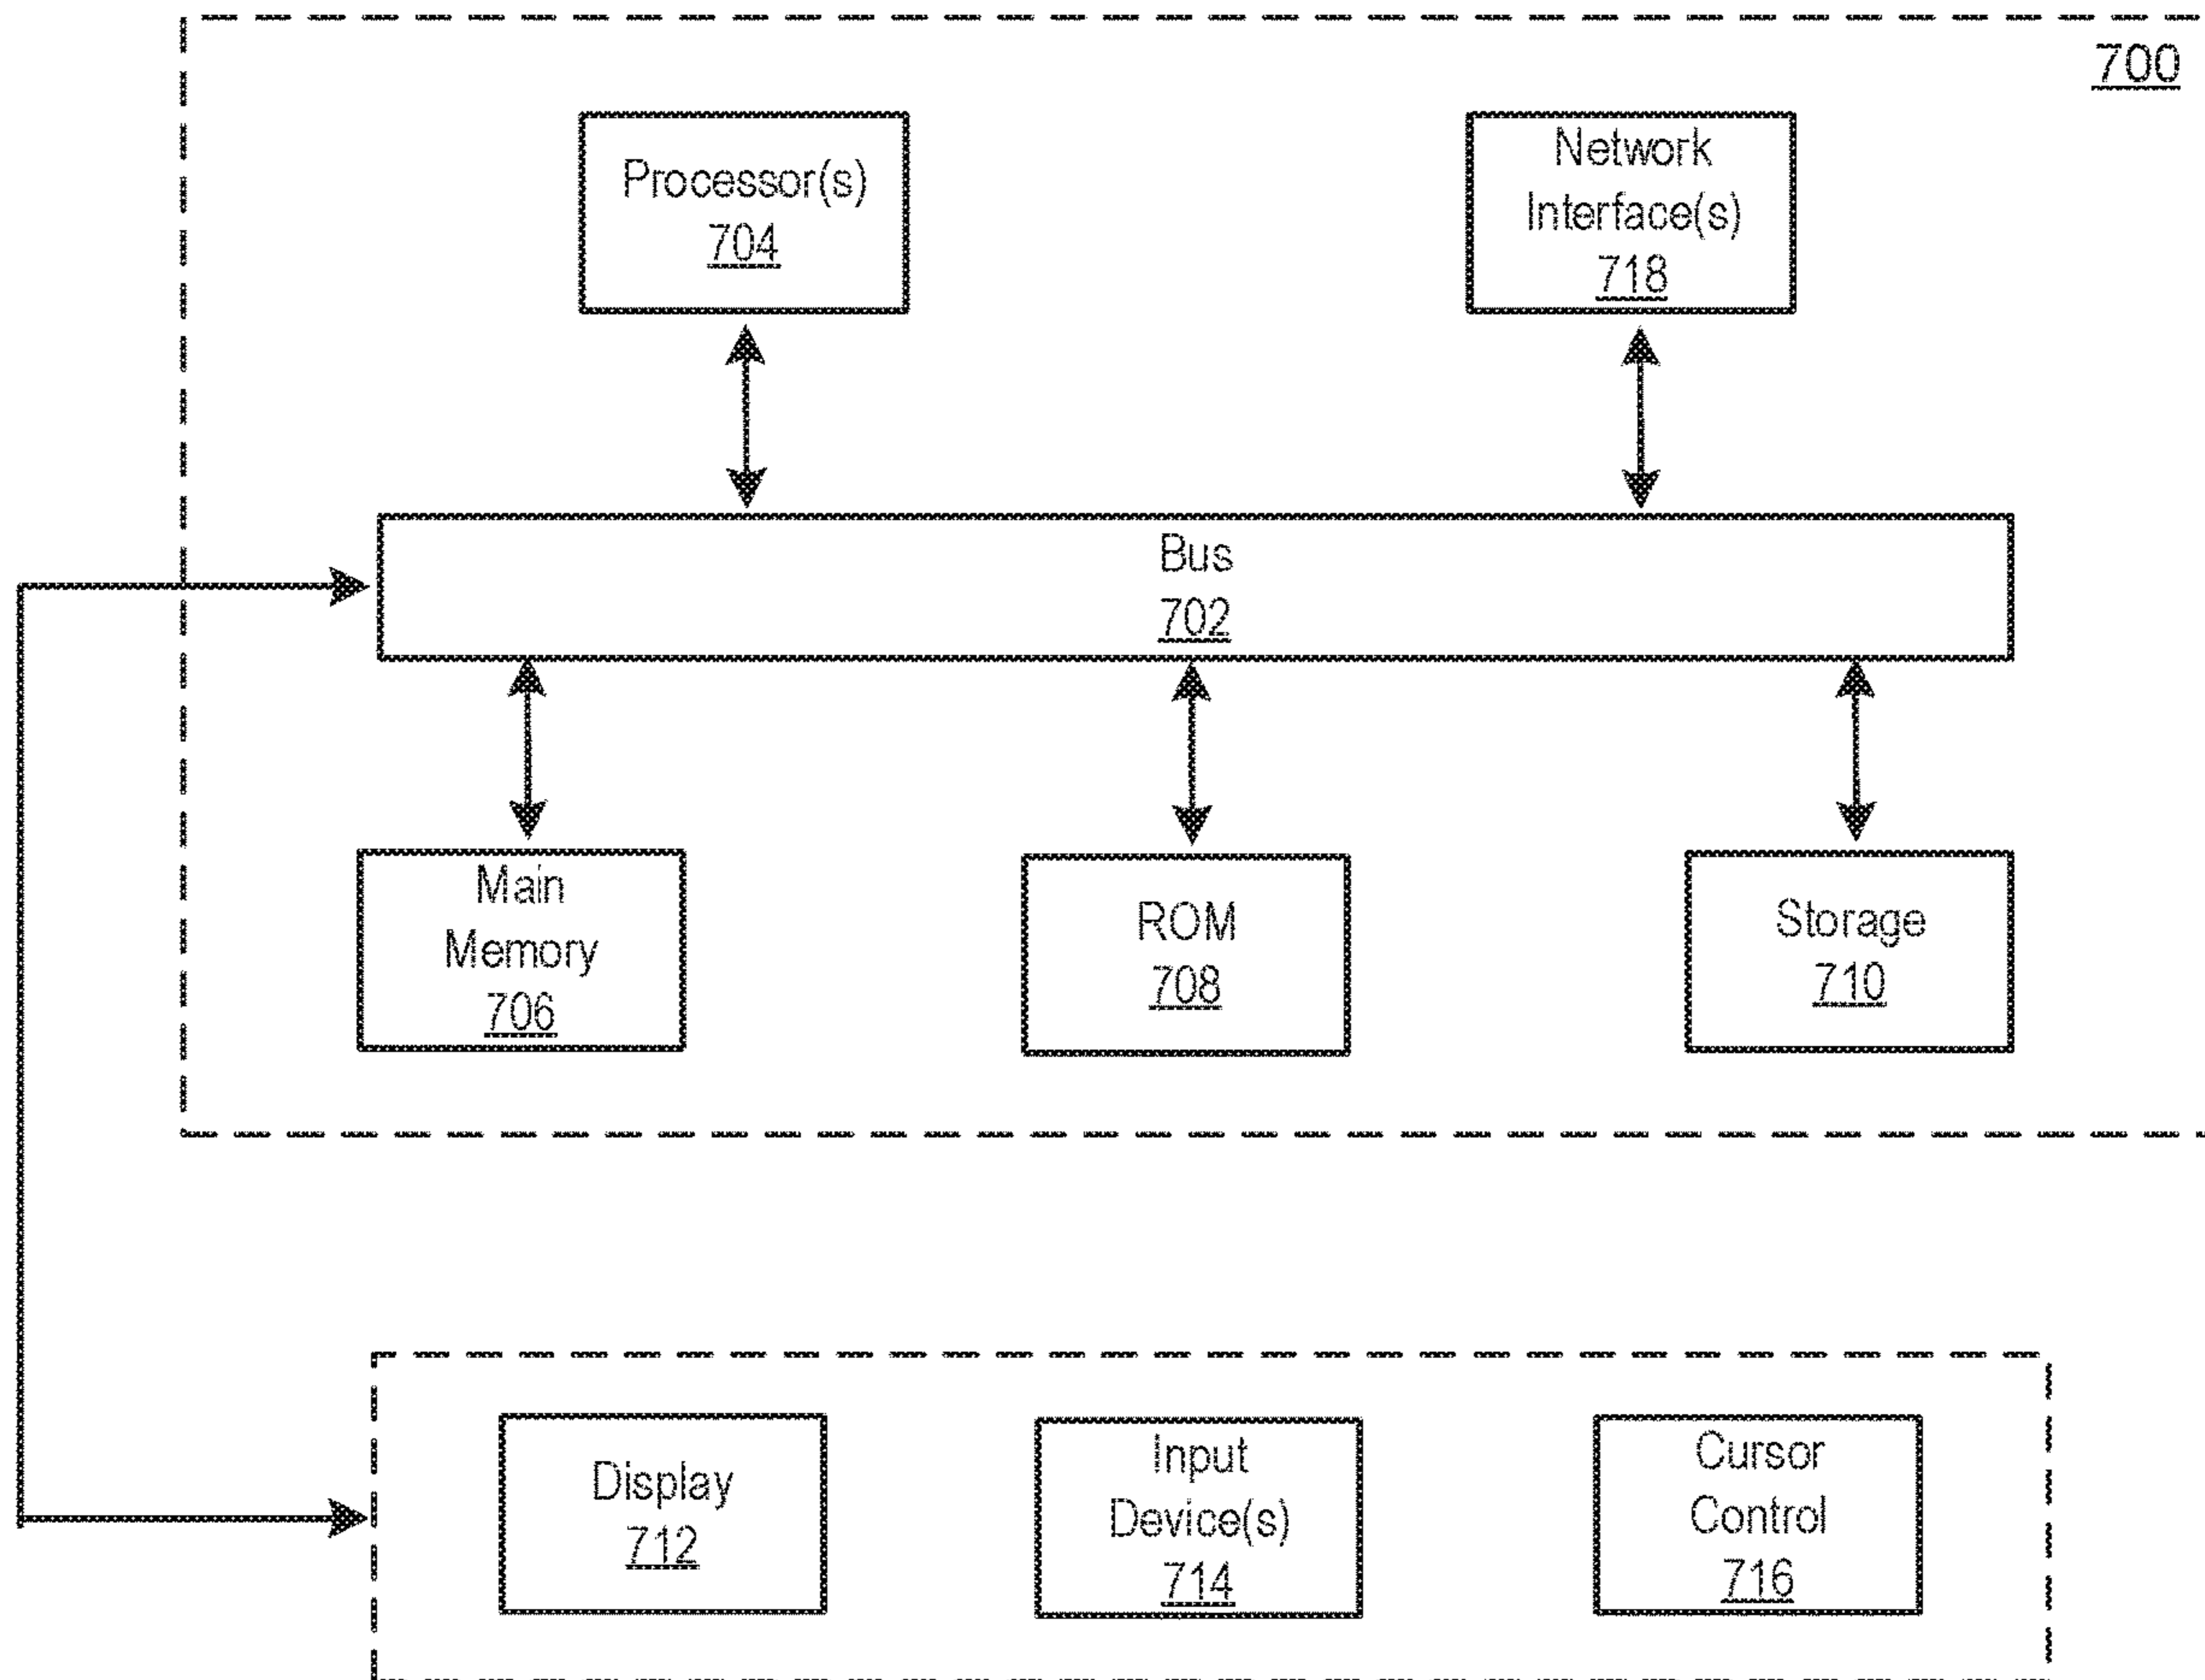 700
Processor(s)
704
Network
Interface(s)
718
Bus
702
Main
Memory
706
ROM
708
Storage
710
Display
712
Input
Device(s)
714
Cursor
Control
716